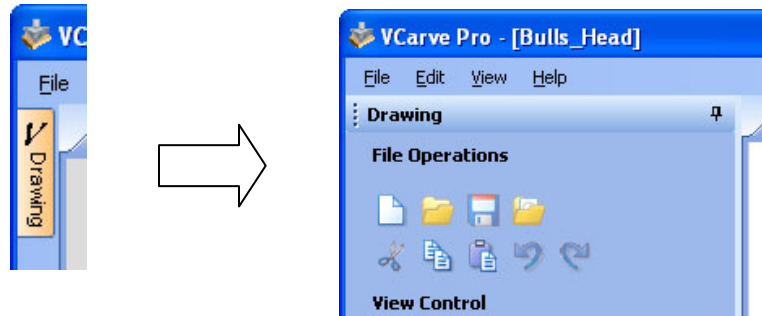 VC
File
Drawing
VCarve Pro - [Bulls_Head]
File Edit View Help
Drawing
File Operations
View Control